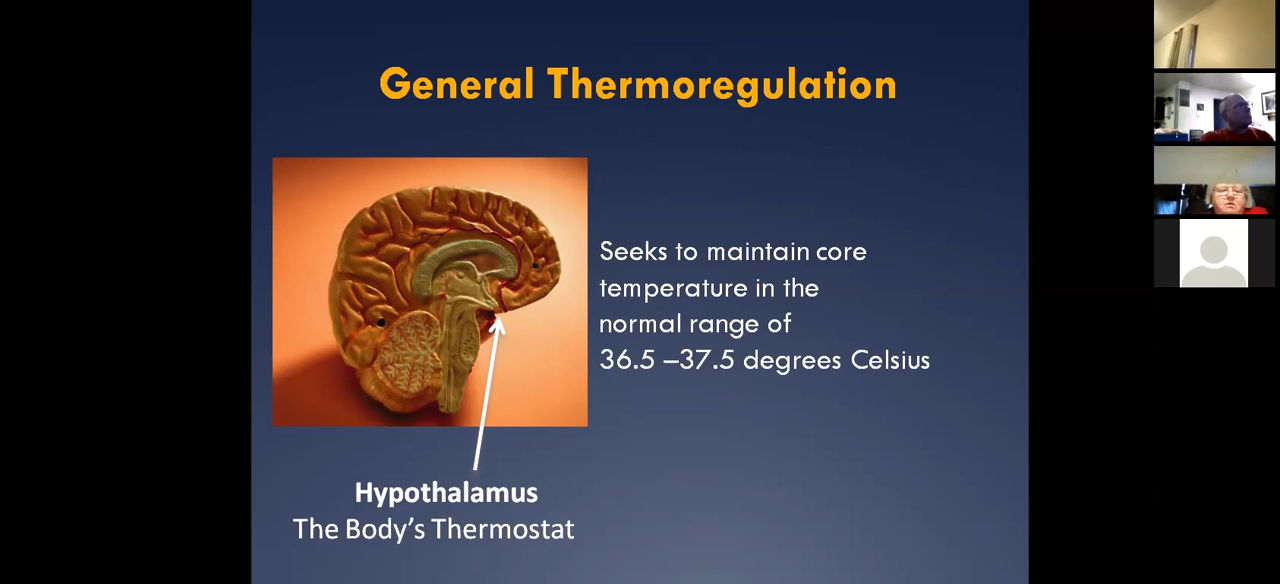 General Thermoregulation
Seeks to maintain core
temperature in the
normal range of
36.5 –37.5 degrees Celsius
Hypothalamus
The Body’s Thermostat